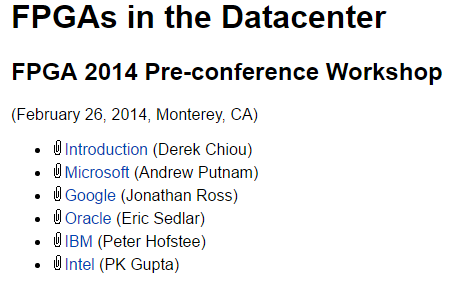 FPGAs in the Datacenter
FPGA 2014 Pre-conference Workshop
(February 26, 2014, Monterey, CA)
Introduction (Derek Chiou)
Microsoft (Andrew Putnam)
Google (Jonathan Ross)
Oracle (Eric Sedlar)
IBM (Peter Hofstee)
Intel (PK Gupta)